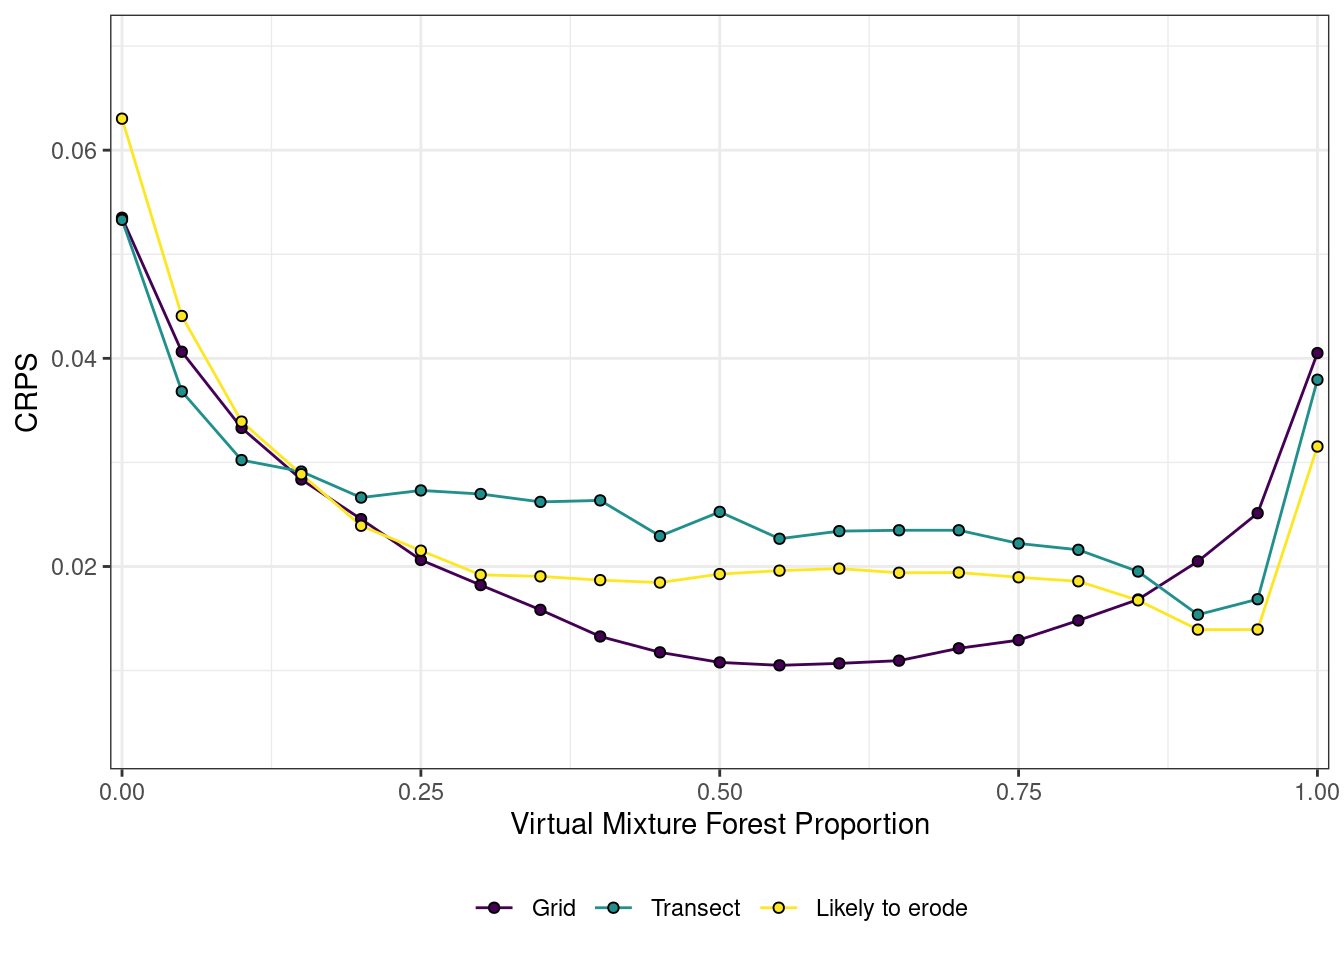 0.06
0.04
0.02
CRPS
0.00 0.25 0.50 0.75 1.00
Virtual Mixture Forest Proportion
Grid Transect Likely to erode